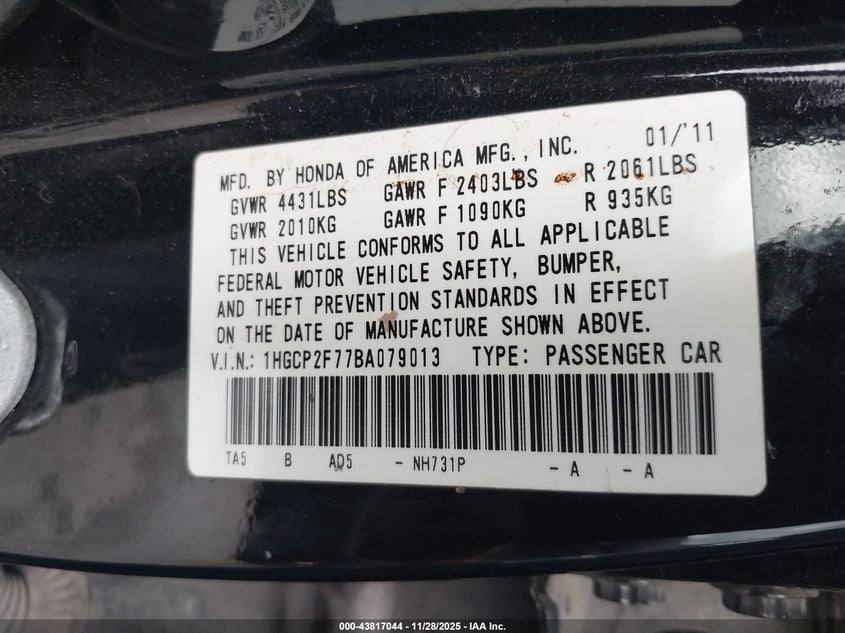 MFD. BY HONDA OF AMERICA MFG., INC. 01/'11
GVWR 4431LBS GAWR F 2403LBS R 2061LBS
GVWR 2010KG GAWR F 1090KG R 935KG
THIS VEHICLE CONFORMS TO ALL APPLICABLE
FEDERAL MOTOR VEHICLE SAFETY, BUMPER,
AND THEFT PREVENTION STANDARDS IN EFFECT
ON THE DATE OF MANUFACTURE SHOWN ABOVE.
V.I.N.: 1HGCP2F77BA079013 TYPE: PASSENGER CAR
TA5 B AD5 - NH731P - A - A
000-43817044 - 11/28/2025 - IAA Inc.